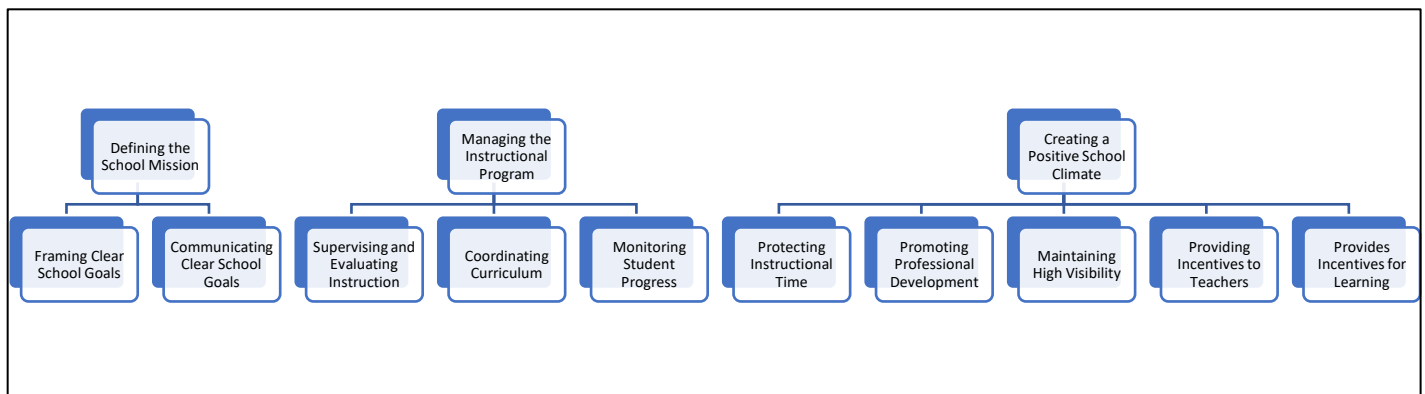 Defining the
School Mission
Framing Clear
School Goals
Communicating
Clear School
Goals
Managing the
Instructional
Program
Supervising and
Evaluating
Instruction
Coordinating
Curriculum
Monitoring
Student
Progress
Creating a
Positive School
Climate
Protecting
Instructional
Time
Promoting
Professional
Development
Maintaining
High Visibility
Providing
Incentives to
Teachers
Provides
Incentives for
Learning